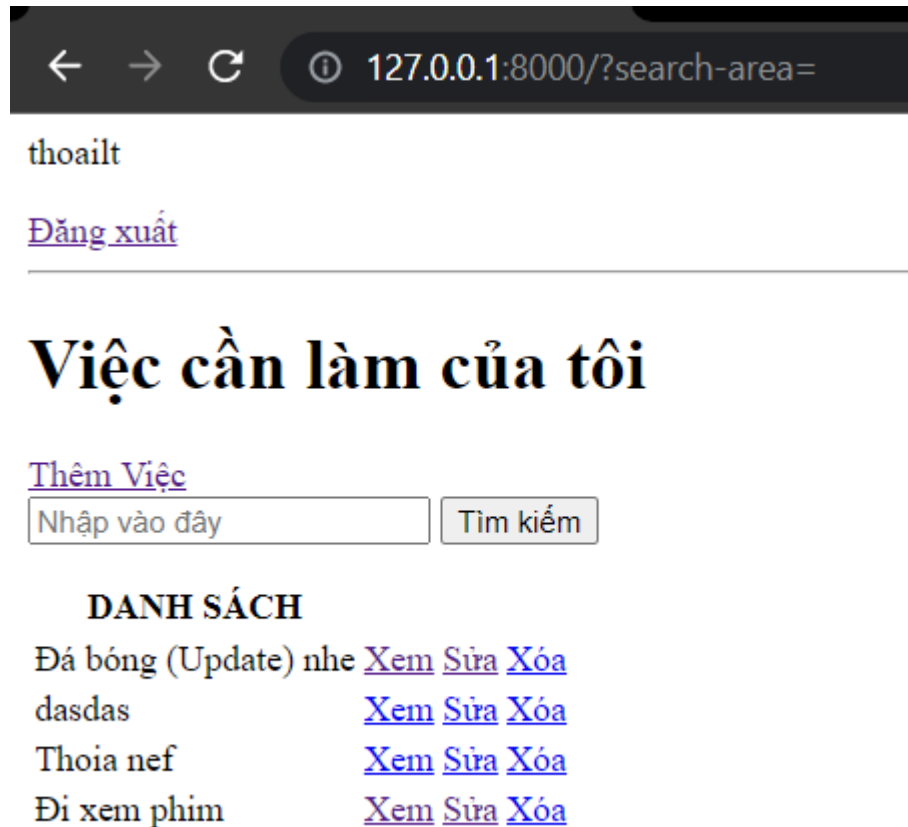 127.0.0.1:8000/?search-area=
thoailt
Đăng xuất
Việc cần làm của tôi
Thêm Việc
Nhập vào đây Tìm kiếm
DANH SÁCH
Đá bóng (Update) nhe Xem Sửa Xóa
dasdas Xem Sửa Xóa
Thoia nef Xem Sửa Xóa
Đi xem phim Xem Sửa Xóa